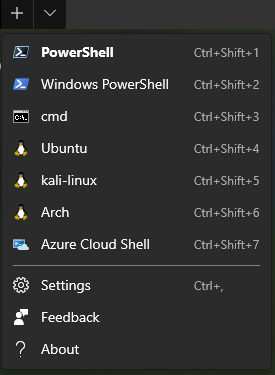 PowerShell Ctrl+Shift+1
Windows PowerShell Ctrl+Shift+2
cmd Ctrl+Shift+3
Ubuntu Ctrl+Shift+4
kali-linux Ctrl+Shift+5
Arch Ctrl+Shift+6
Azure Cloud Shell Ctrl+Shift+7
Settings Ctrl+,
Feedback
About